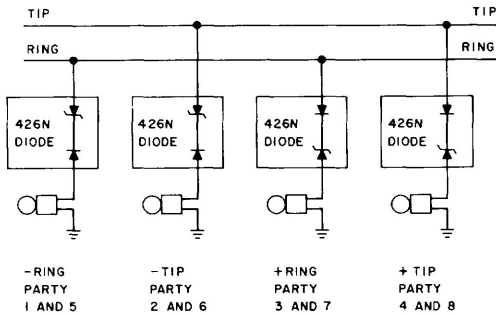 TIP TIP
RING RING
426N DIODE
426N DIODE
426N DIODE
426N DIODE
-RING PARTY 1 AND 5
-TIP PARTY 2 AND 6
+RING PARTY 3 AND 7
+ TIP PARTY 4 AND 8